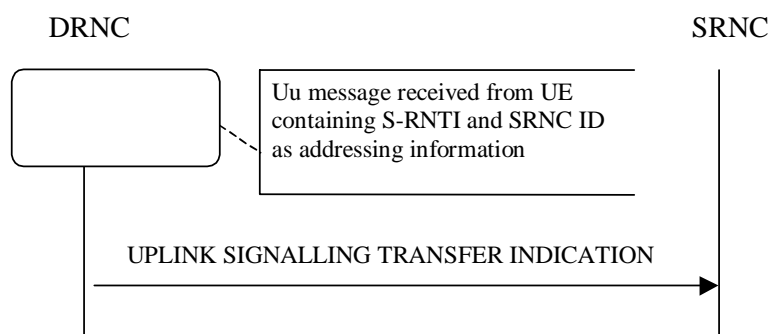 DRNC
SRNC
Uu message received from UE
containing S-RNTI and SRNC ID
as addressing information
UPLINK SIGNALLING TRANSFER INDICATION